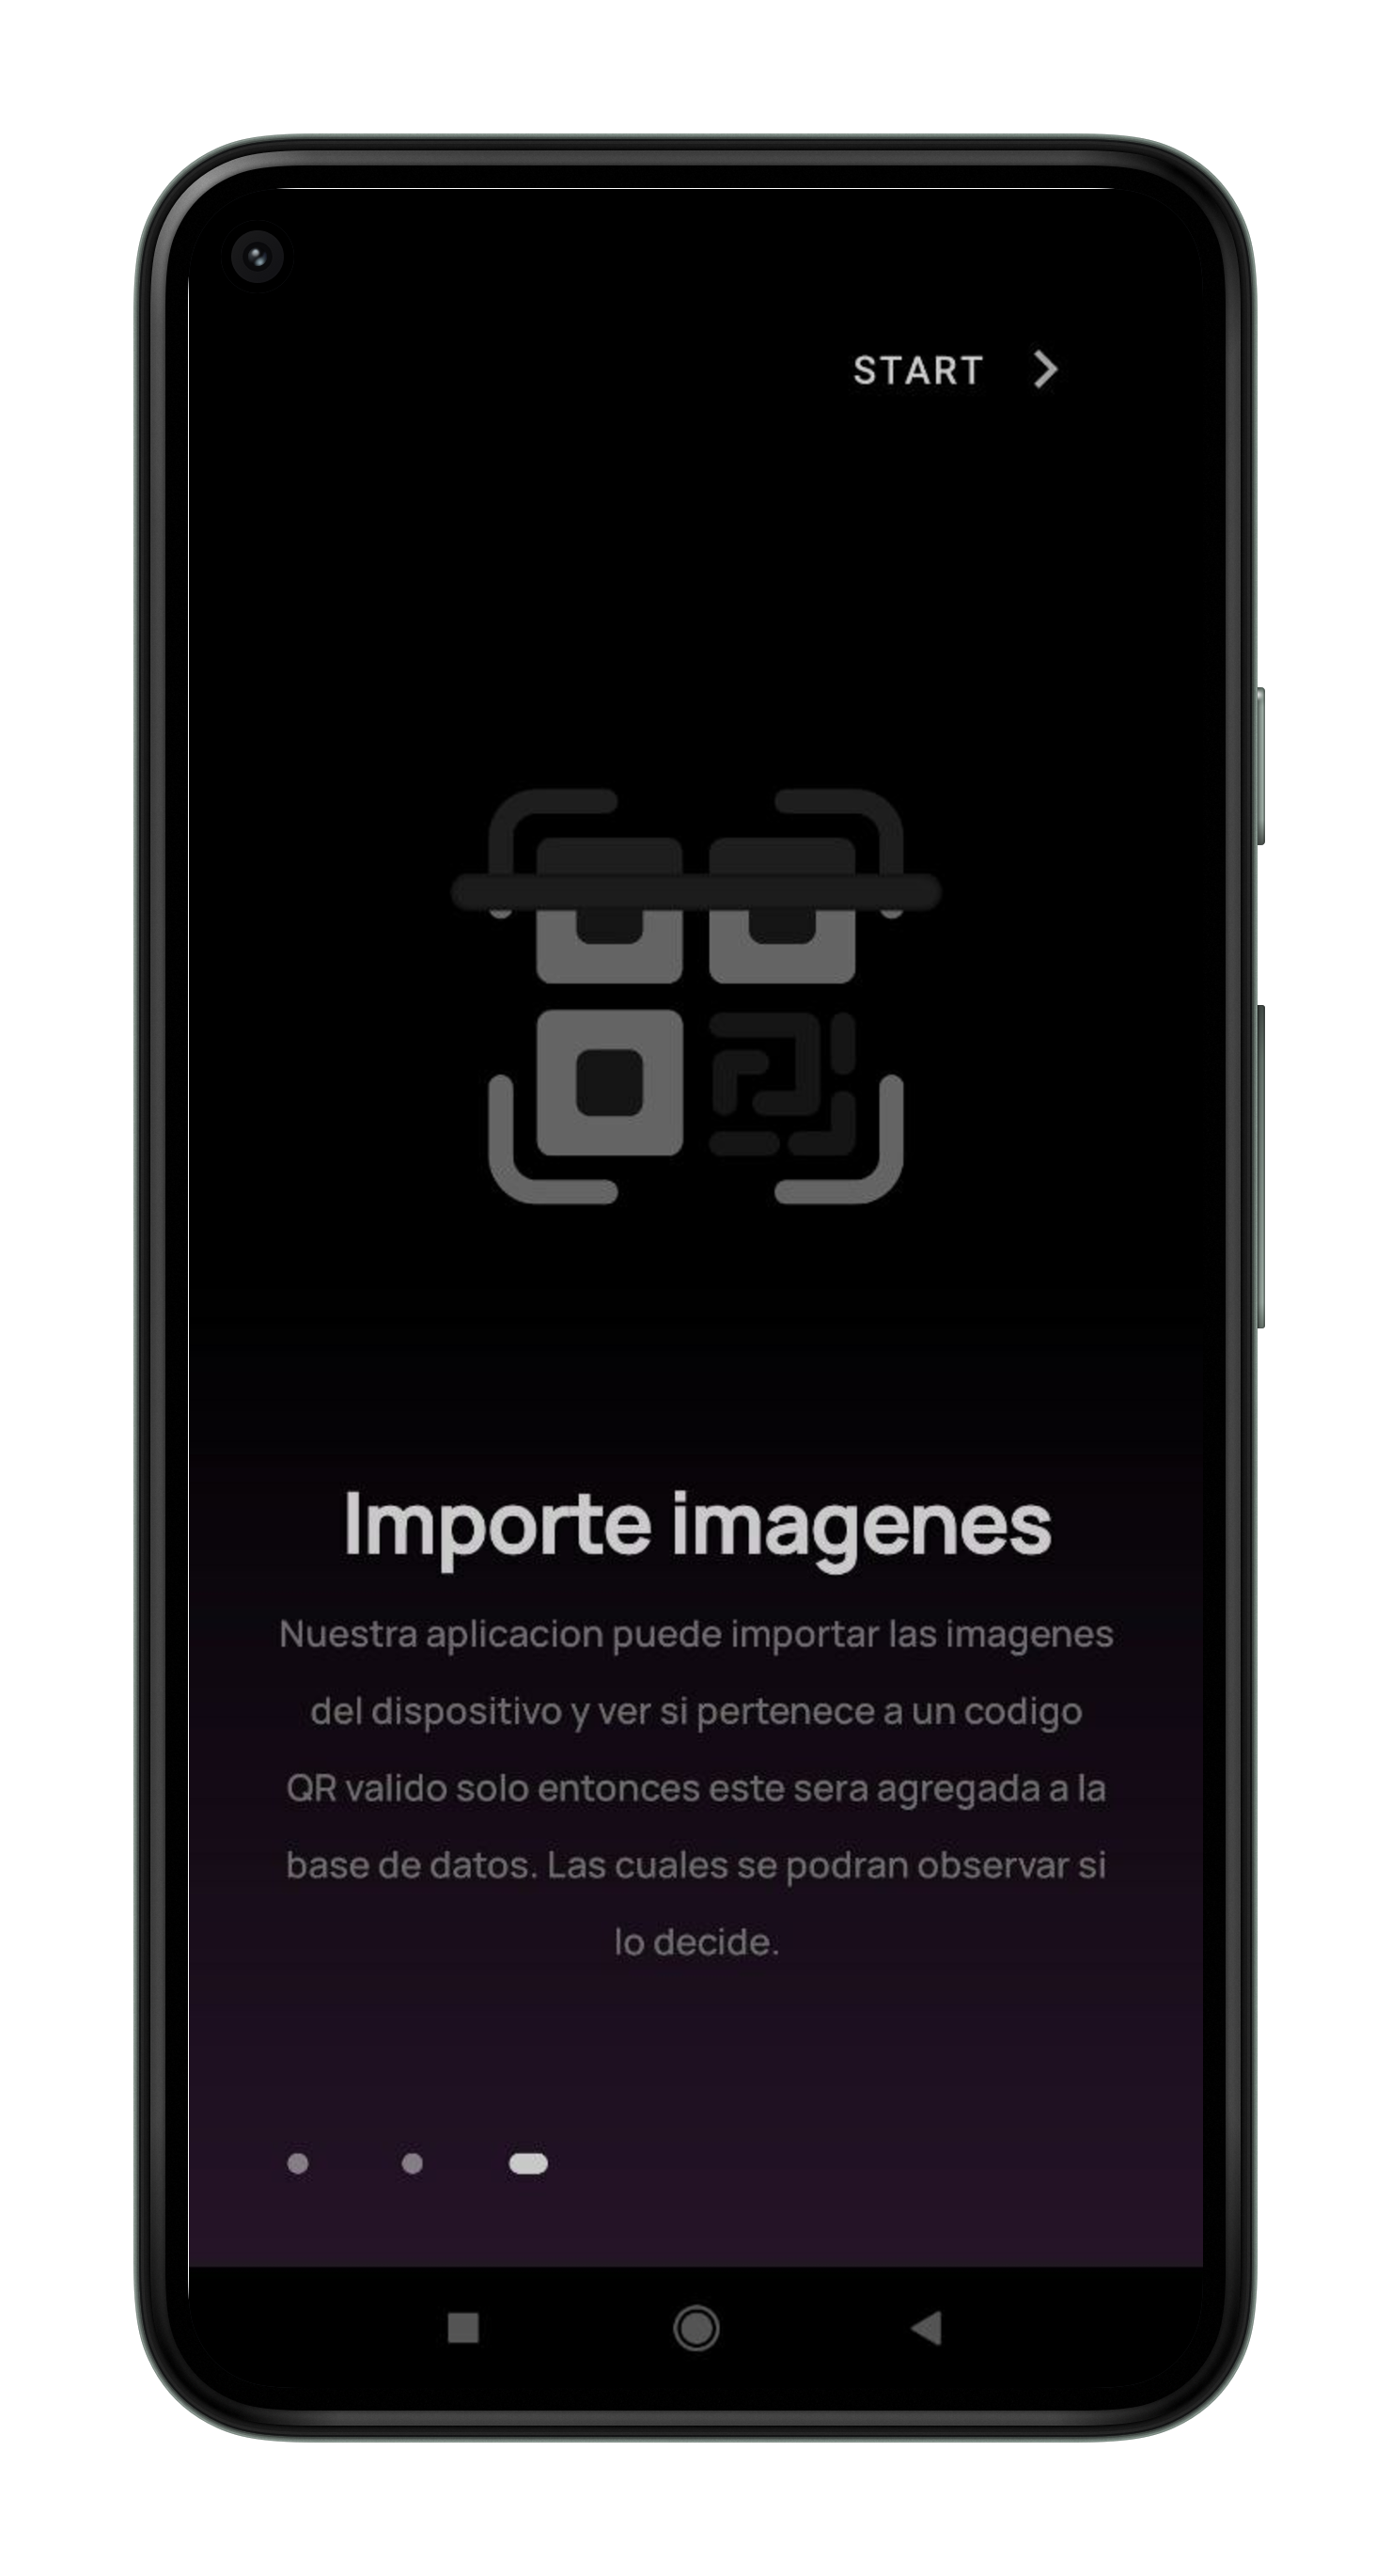 START
Importe imagenes
Nuestra aplicacion puede importar las imagenes
del dispositivo y ver si pertenece a un codigo
QR valido solo entonces este sera agregada a la
base de datos. Las cuales se podran observar si
lo decide.